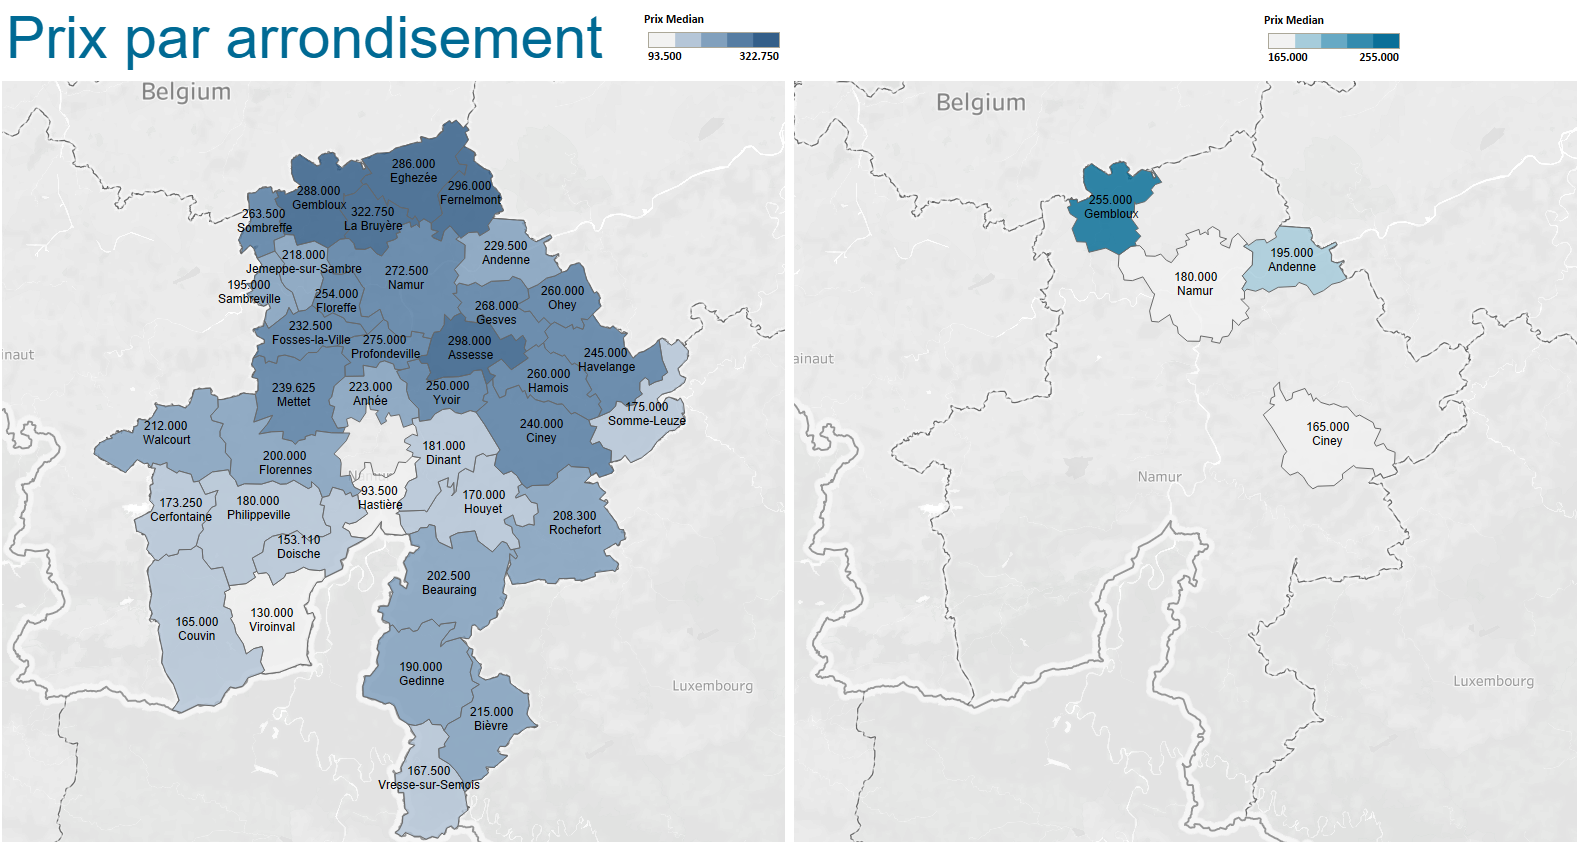 Prix par arrondisement
Prix Median
93.500 322.750
Prix Median
165.000 255.000
Belgium
286.000
Eghezêe
288.000
Gembloux
296.000
Fernelmont
322.750
La Bruyère
263.500
Sombreffe
229.500
Andenne
218.000
Jemeppe-sur-Sambre
272.500
Namur
195.000
Sambreville
254.000
Floreffe
260.000
Ohey
268.000
Gesves
232.500
Fosses-la-Ville
275.000
Profondeville
298.000
Assesse
245.000
Havelange
260.000
Hamois
239.625
Mettet
223.000
Anhêe
250.000
Yvoir
175.000
Somme-Leuze
212.000
Walcourt
240.000
Ciney
181.000
Dinant
200.000
Florennes
93.500
Hastière
170.000
Houyet
173.250
Cerfontaine
180.000
Philippeville
208.300
Rochefort
153.110
Doische
202.500
Beauraing
130.000
Viroinval
165.000
Couvin
190.000
Gedinne
215.000
Bièvre
167.500
Vresse-sur-Semois
ainaut
Luxembourg
Belgium
255.000
Gembloux
195.000
Andenne
180.000
Namur
165.000
Ciney
ainaut
Namur
Luxembourg